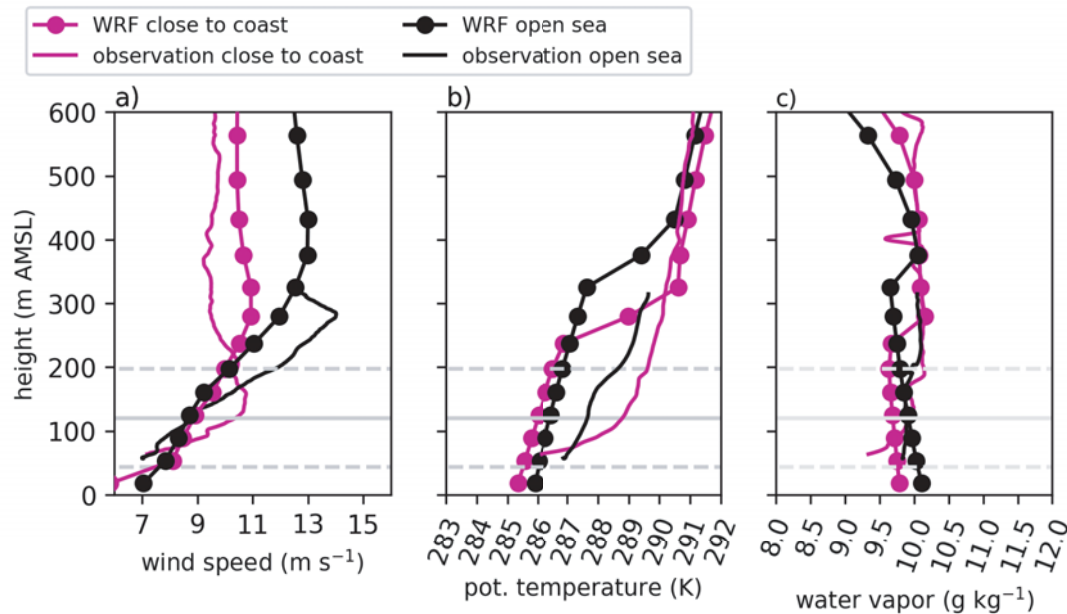 WRF close to coast
observation close to coast
WRF open sea
observation open sea
a)
b)
c)
height (m AMSL)
600
500
400
300
200
100
0
7 9 11 13 15
wind speed (m s⁻¹)
283 284 285 286 287 288 289 290 291 292
pot. temperature (K)
8.0 9.0 9.5 10.0 10.5 11.0 11.5 12.0
water vapor (g kg⁻¹)